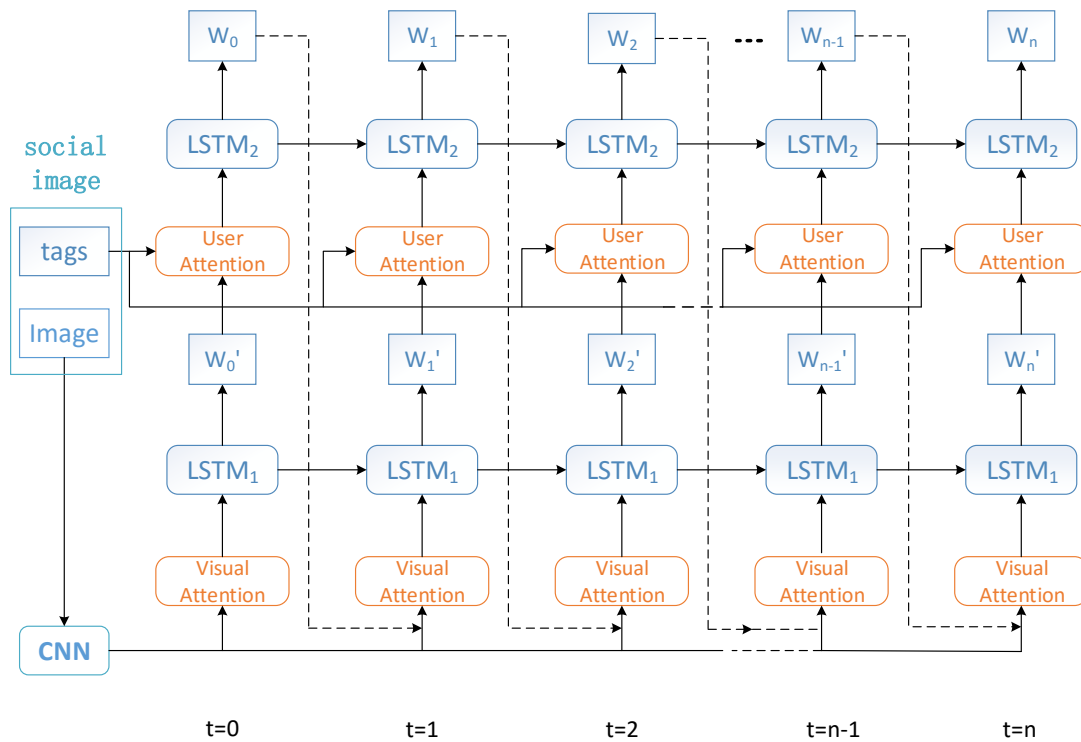 W0 W1 W2 ... Wn-1 Wn
LSTM2 LSTM2 LSTM2 LSTM2 LSTM2
social
image
tags
User
Attention
User
Attention
User
Attention
User
Attention
User
Attention
Image
W0' W1' W2' Wn-1' Wn'
LSTM1 LSTM1 LSTM1 LSTM1 LSTM1
Visual
Attention
Visual
Attention
Visual
Attention
Visual
Attention
Visual
Attention
CNN
t=0 t=1 t=2 t=n-1 t=n